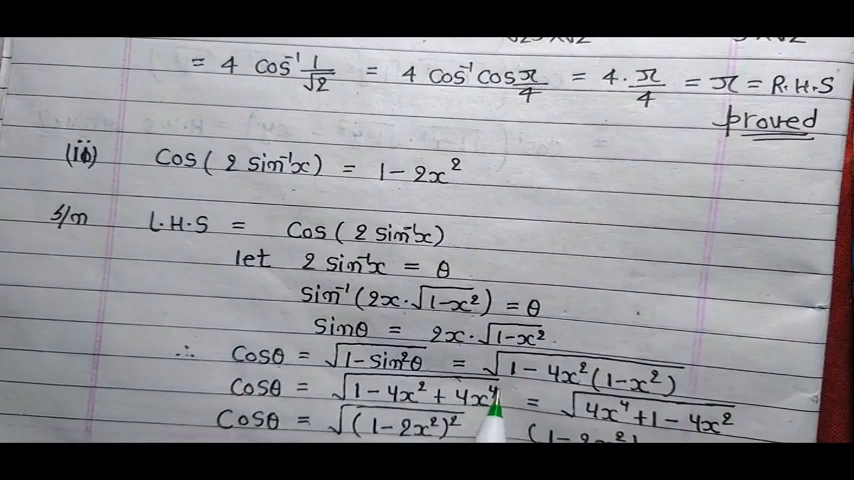 = 4 cos⁻¹ 1/√2 = 4 cos⁻¹ cos π/4 = 4 · π/4 = π = R.H.S
proved
(ii) cos(2 sin⁻¹x) = 1 - 2x²
S/n L.H.S = cos(2 sin⁻¹x)
let 2 sin⁻¹x = θ
sin⁻¹(2x·√(1-x²)) = θ
sinθ = 2x·√(1-x²)
∴ cosθ = √(1-sin²θ) = √(1-4x²(1-x²))
cosθ = √(1-4x²+4x⁴) = √(4x⁴+1-4x²)
cosθ = √((1-2x²)²)